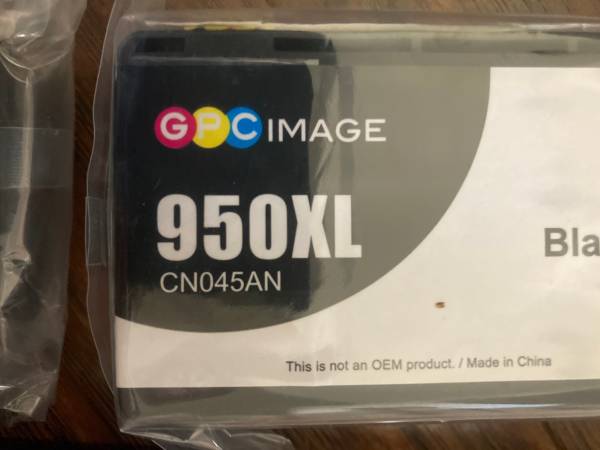 GPC IMAGE
950XL
CN045AN
Bla
This is not an OEM product. / Made in China